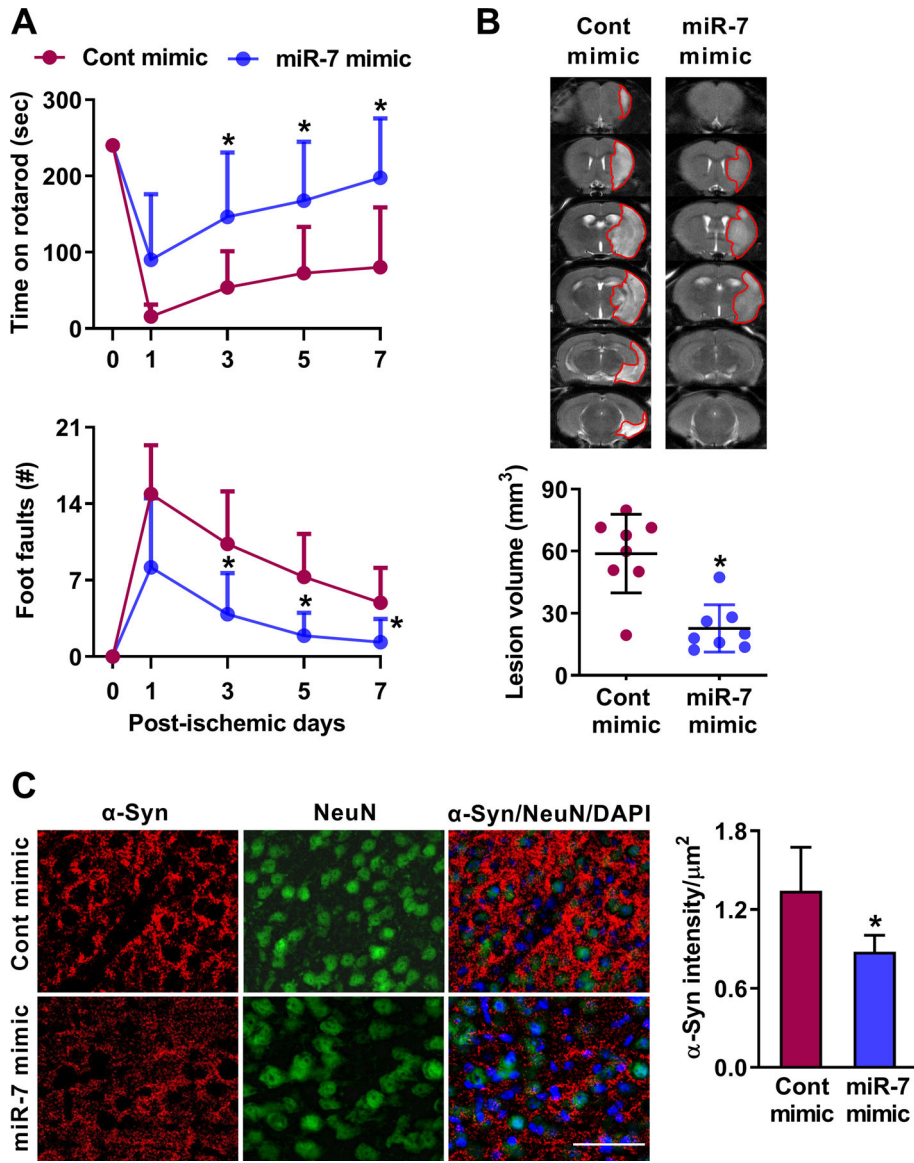 A
Cont mimic
miR-7 mimic
Time on rotarod (sec)
300
200
100
0
*
*
*
0
1
3
5
7
Foot faults (#)
21
14
7
0
*
*
*
0
1
3
5
7
Post-ischemic days
B
Cont
mimic
miR-7
mimic
Lesion volume (mm³)
90
60
30
0
*
Cont
mimic
miR-7
mimic
C
α-Syn
NeuN
α-Syn/NeuN/DAPI
Cont mimic
miR-7 mimic
α-Syn intensity/μm²
1.8
1.2
0.6
0.0
*
Cont
mimic
miR-7
mimic